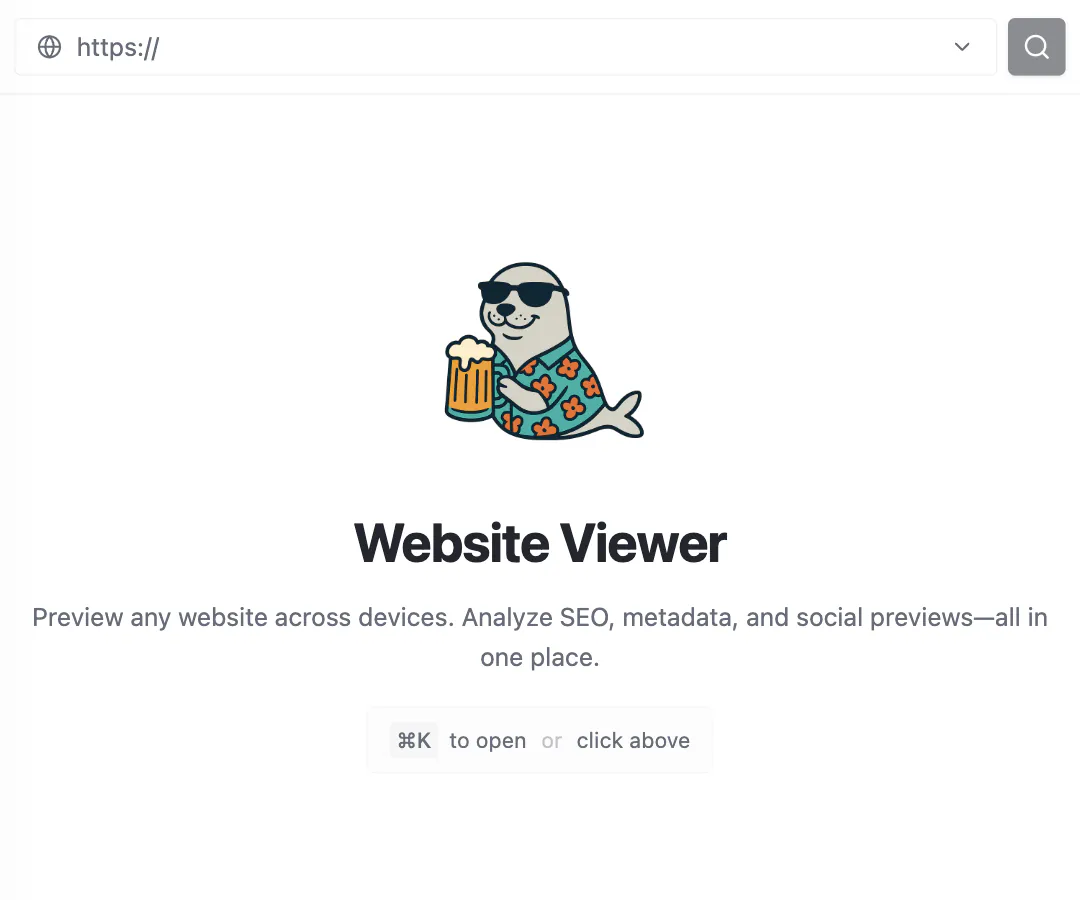 https://
Website Viewer
Preview any website across devices. Analyze SEO, metadata, and social previews—all in
one place.
⌘K to open or click above